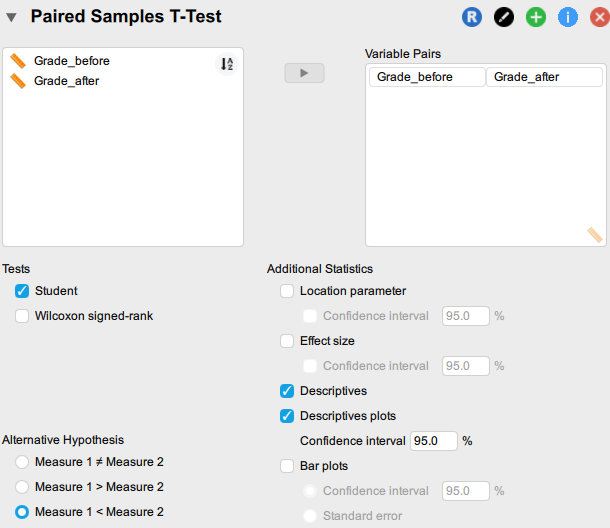 Paired Samples T-Test
R
i
Grade_before
Grade_after
A
Z
Variable Pairs
Grade_before Grade_after
Tests
Student
Wilcoxon signed-rank
Alternative Hypothesis
Measure 1 ≠ Measure 2
Measure 1 > Measure 2
Measure 1 < Measure 2
Additional Statistics
Location parameter
Confidence interval 95.0 %
Effect size
Confidence interval 95.0 %
Descriptives
Descriptives plots
Confidence interval 95.0 %
Bar plots
Confidence interval 95.0 %
Standard error